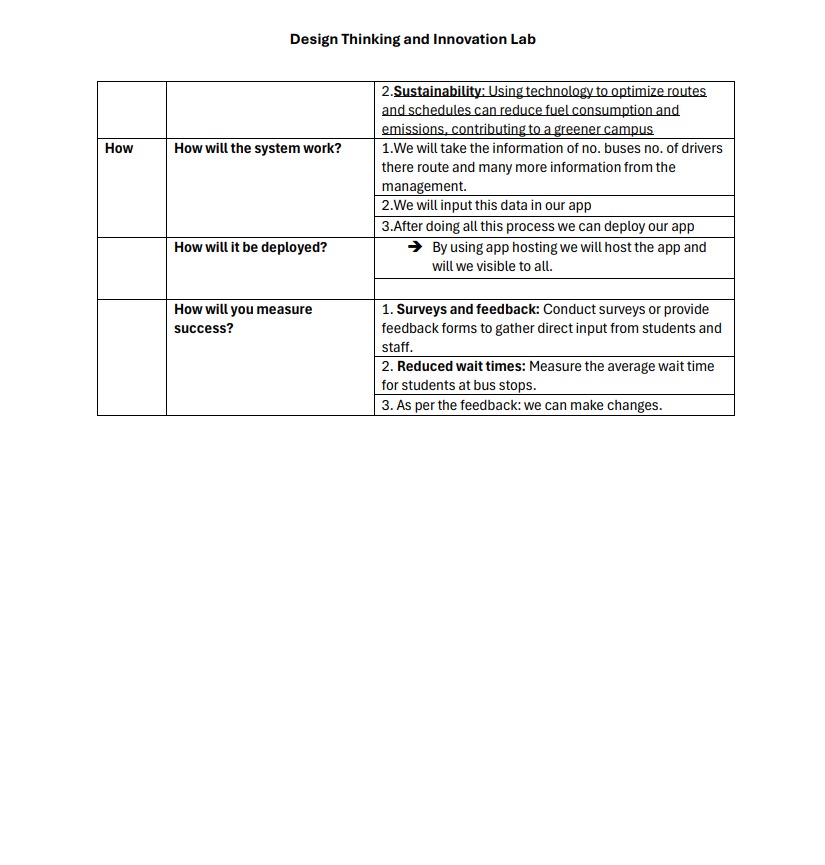 Design Thinking and Innovation Lab
2.Sustainability: Using technology to optimize routes
and schedules can reduce fuel consumption and
emissions, contributing to a greener campus
How
How will the system work?
1.We will take the information of no. buses no. of drivers
there route and many more information from the
management.
2.We will input this data in our app
3.After doing all this process we can deploy our app
How will it be deployed?
➔ By using app hosting we will host the app and
will we visible to all.
How will you measure
success?
1. Surveys and feedback: Conduct surveys or provide
feedback forms to gather direct input from students and
staff.
2. Reduced wait times: Measure the average wait time
for students at bus stops.
3. As per the feedback: we can make changes.